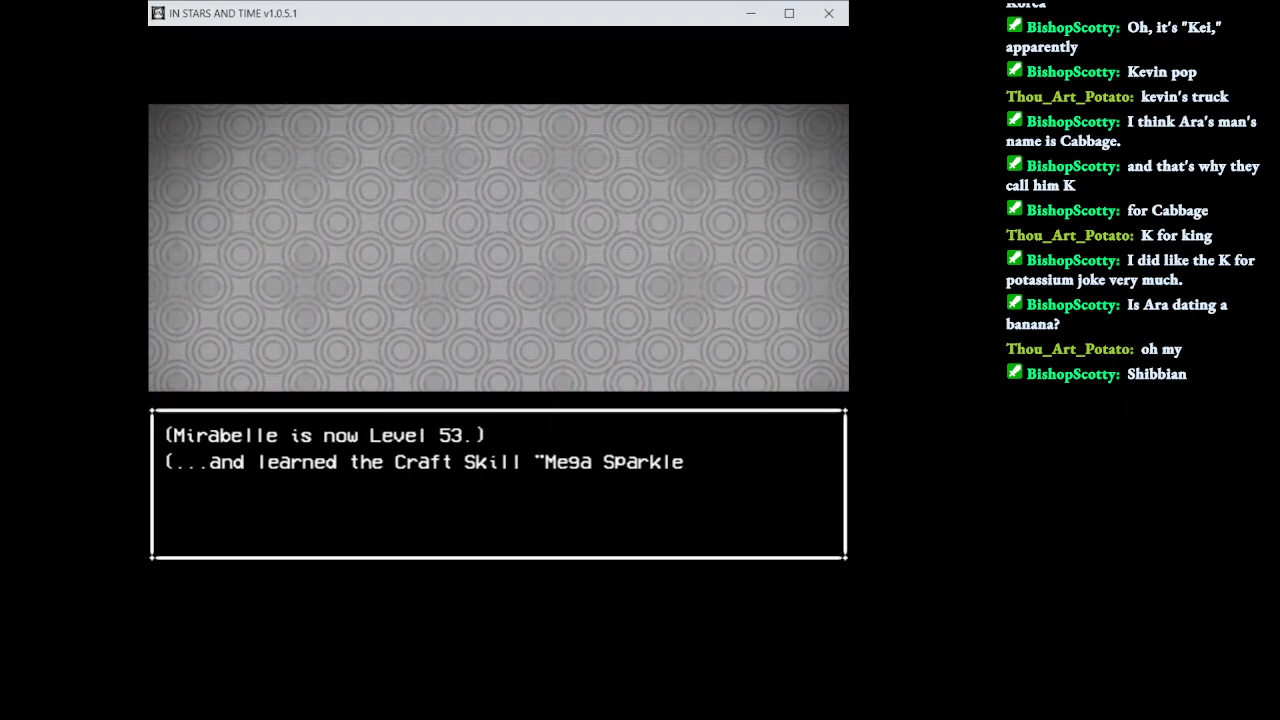 IN STARS AND TIME v1.0.5.1
(Mirabelle is now Level 53.)
(...and learned the Craft Skill "Mega Sparkle
Korea
BishopScotty: Oh, it's "Kei,"
apparently
BishopScotty: Kevin pop
Thou_Art_Potato: kevin's truck
BishopScotty: I think Ara's man's
name is Cabbage.
BishopScotty: and that's why they
call him K
BishopScotty: for Cabbage
Thou_Art_Potato: K for king
BishopScotty: I did like the K for
potassium joke very much.
BishopScotty: Is Ara dating a
banana?
Thou_Art_Potato: oh my
BishopScotty: Shibbian